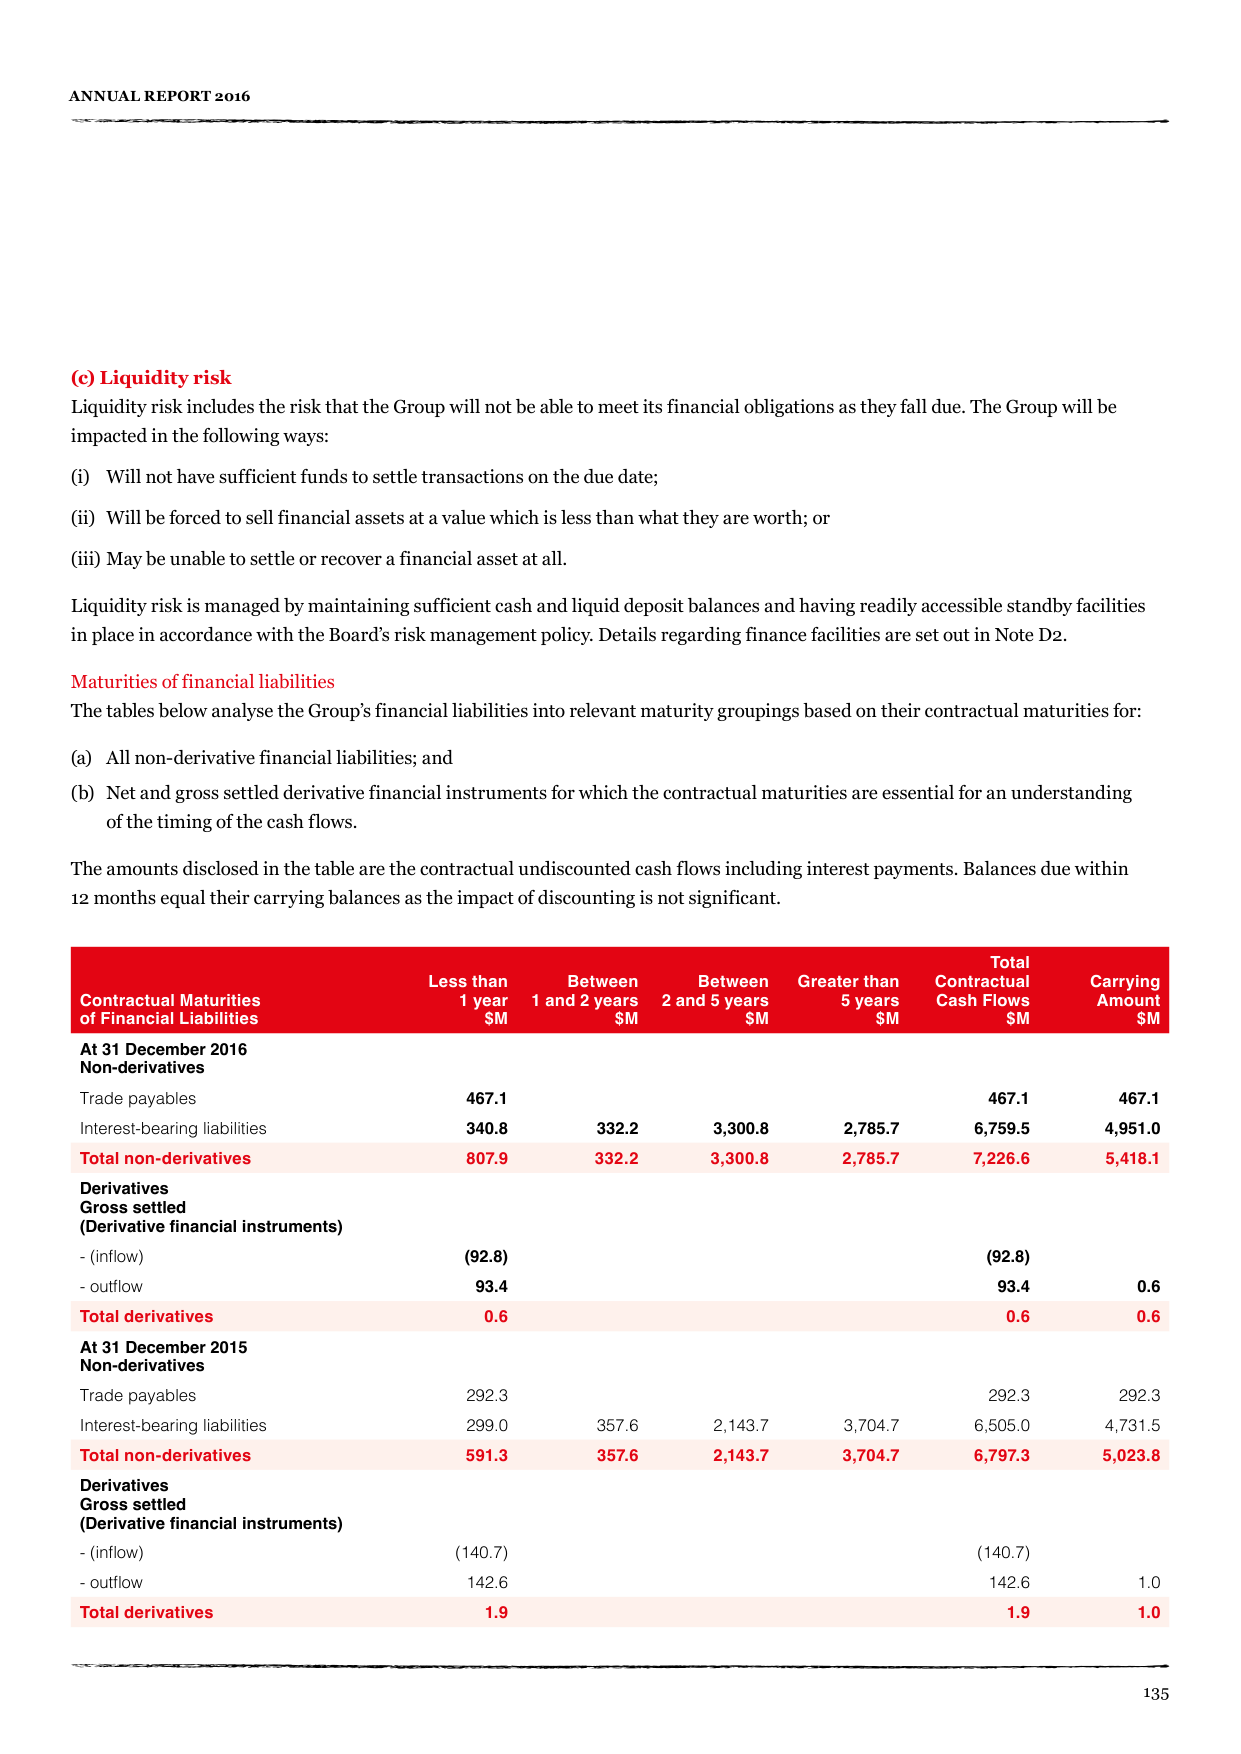 ANNUAL REPORT 2016
(c) Liquidity risk
Liquidity risk includes the risk that the Group will not be able to meet its financial obligations as they fall due. The Group will be
impacted in the following ways:
(i) Will not have sufficient funds to settle transactions on the due date;
(ii) Will be forced to sell financial assets at a value which is less than what they are worth; or
(iii) May be unable to settle or recover a financial asset at all.
Liquidity risk is managed by maintaining sufficient cash and liquid deposit balances and having readily accessible standby facilities
in place in accordance with the Board's risk management policy. Details regarding finance facilities are set out in Note D2.
Maturities of financial liabilities
The tables below analyse the Group's financial liabilities into relevant maturity groupings based on their contractual maturities for:
(a) All non-derivative financial liabilities; and
(b) Net and gross settled derivative financial instruments for which the contractual maturities are essential for an understanding
of the timing of the cash flows.
The amounts disclosed in the table are the contractual undiscounted cash flows including interest payments. Balances due within
12 months equal their carrying balances as the impact of discounting is not significant.
Total
Less than Between Between Greater than Contractual Carrying
Contractual Maturities 1 year 1 and 2 years 2 and 5 years 5 years Cash Flows Amount
of Financial Liabilities $M $M $M $M $M $M
At 31 December 2016
Non-derivatives
Trade payables 467.1 467.1 467.1
Interest-bearing liabilities 340.8 332.2 3,300.8 2,785.7 6,759.5 4,951.0
Total non-derivatives 807.9 332.2 3,300.8 2,785.7 7,226.6 5,418.1
Derivatives
Gross settled
(Derivative financial instruments)
- (inflow) (92.8) (92.8)
- outflow 93.4 93.4 0.6
Total derivatives 0.6 0.6 0.6
At 31 December 2015
Non-derivatives
Trade payables 292.3 292.3 292.3
Interest-bearing liabilities 299.0 357.6 2,143.7 3,704.7 6,505.0 4,731.5
Total non-derivatives 591.3 357.6 2,143.7 3,704.7 6,797.3 5,023.8
Derivatives
Gross settled
(Derivative financial instruments)
- (inflow) (140.7) (140.7)
- outflow 142.6 142.6 1.0
Total derivatives 1.9 1.9 1.0
135